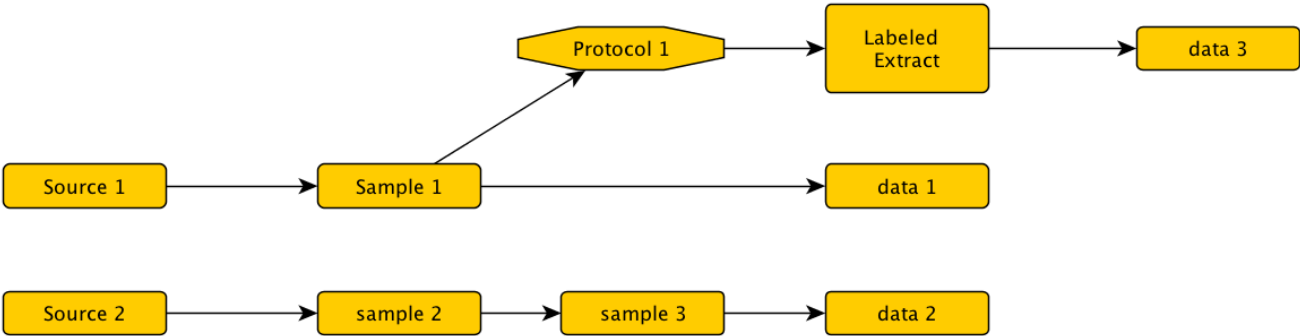 Protocol 1
Labeled
Extract
data 3
Source 1
Sample 1
data 1
Source 2
sample 2
sample 3
data 2